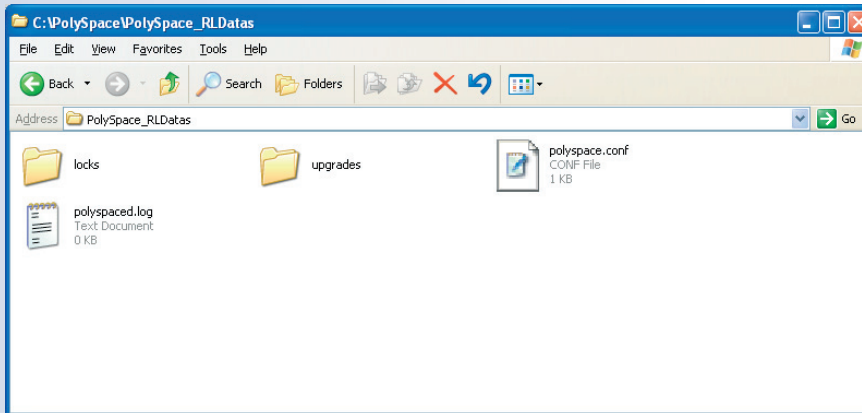 C:\PolySpace\PolySpace_RLDatas
File Edit View Favorites Tools Help
Back Search Folders
Address PolySpace_RLDatas Go
locks
upgrades
polyspace.conf
CONF File
1 KB
polyspaced.log
Text Document
0 KB